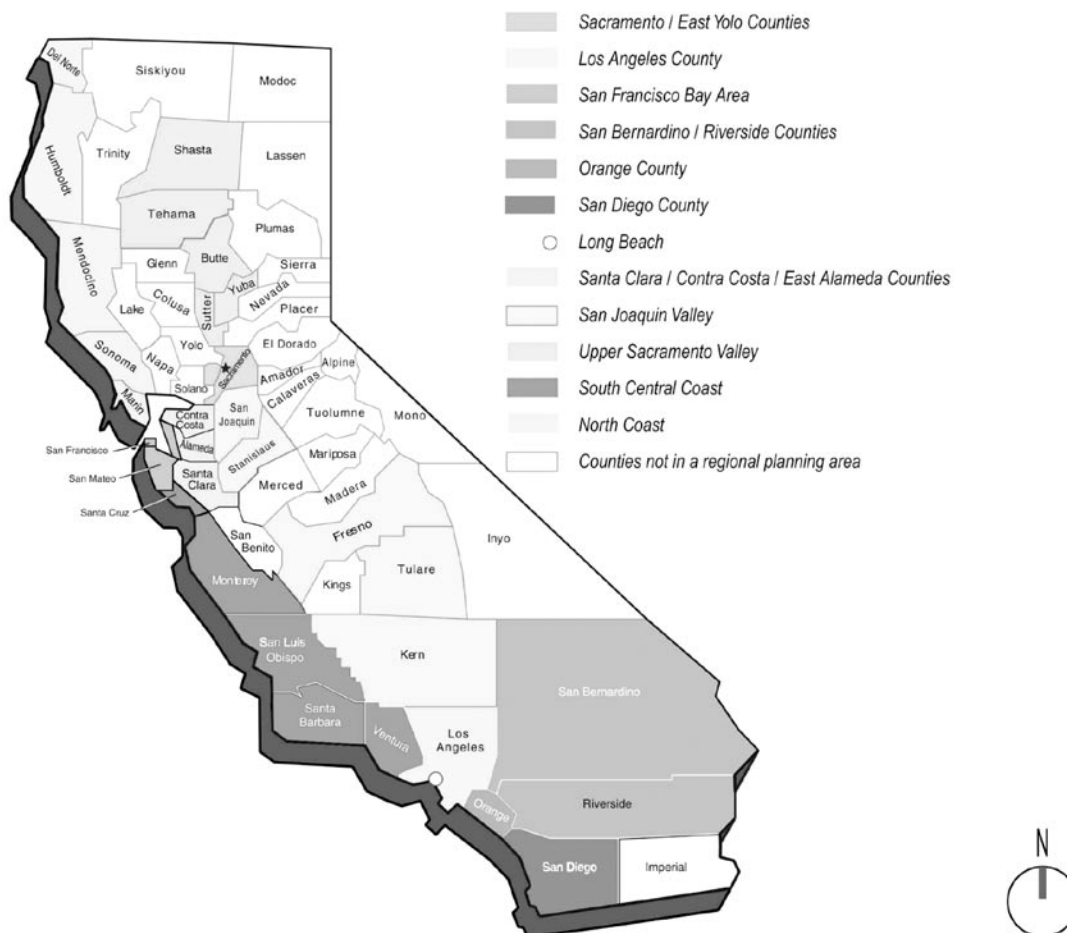 Sacramento / East Yolo Counties
Los Angeles County
San Francisco Bay Area
San Bernardino / Riverside Counties
Orange County
San Diego County
Long Beach
Santa Clara / Contra Costa / East Alameda Counties
San Joaquin Valley
Upper Sacramento Valley
South Central Coast
North Coast
Counties not in a regional planning area
Del Norte
Siskiyou
Modoc
Humboldt
Trinity
Shasta
Lassen
Tehama
Plumas
Mendocino
Glenn
Butte
Sierra
Yuba
Nevada
Colusa
Lake
Sutter
Placer
Yolo
El Dorado
Sonoma
Napa
Sacramento
Alpine
Amador
Solano
Calaveras
Marin
Contra
Costa
San
Joaquin
Tuolumne
Mono
San Francisco
Alameda
Stanislaus
Mariposa
San Mateo
Santa
Clara
Merced
Madera
Santa Cruz
San
Benito
Fresno
Inyo
Monterey
Kings
Tulare
San Luis
Obispo
Kern
San Bernardino
Santa
Barbara
Ventura
Los
Angeles
Orange
Riverside
San Diego
Imperial
N